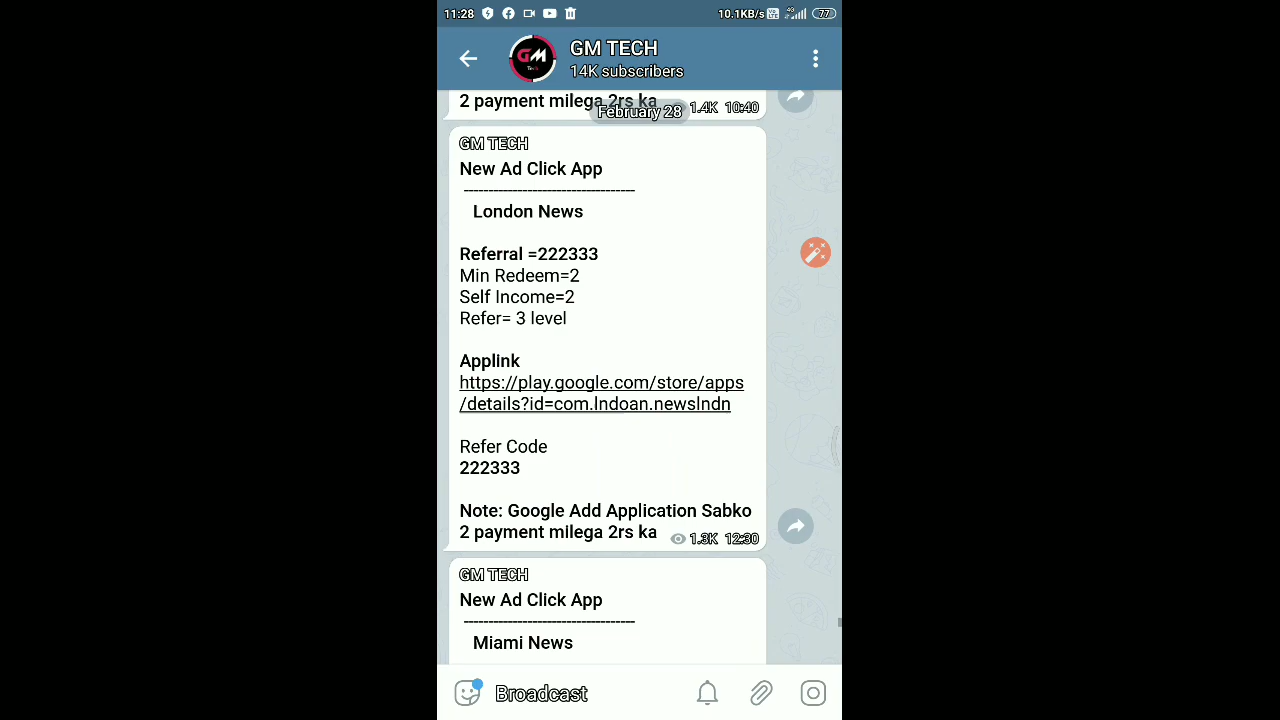 11:28
10.1KB/s
4G
77
GM TECH
14K subscribers
GM
Tech
2 payment milega 2rs ka
1.4K 10:40
February 28
GM TECH
New Ad Click App
-----------------------------------
London News
Referral =222333
Min Redeem=2
Self Income=2
Refer= 3 level
Applink
https://play.google.com/store/apps
/details?id=com.lndoan.newslndn
Refer Code
222333
Note: Google Add Application Sabko
2 payment milega 2rs ka
1.3K 12:30
GM TECH
New Ad Click App
-----------------------------------
Miami News
Broadcast